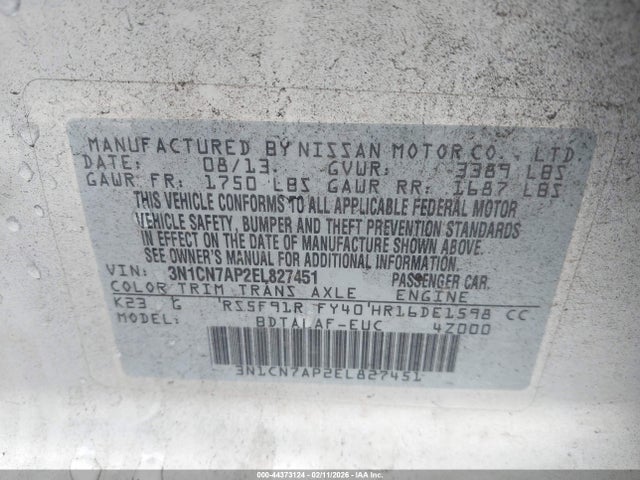 MANUFACTURED BY NISSAN MOTOR CO., LTD.
DATE: 08/13. GVWR: 3389 LBS
GAWR FR: 1750 LBS GAWR RR: 1687 LBS
THIS VEHICLE CONFORMS TO ALL APPLICABLE FEDERAL MOTOR
VEHICLE SAFETY, BUMPER AND THEFT PREVENTION STANDARDS
IN EFFECT ON THE DATE OF MANUFACTURE SHOWN ABOVE.
SEE OWNER'S MANUAL FOR ADDITIONAL INFORMATION.
VIN: 3N1CN7AP2EL827451 PASSENGER CAR.
COLOR TRIM TRANS AXLE ENGINE
K23 G RS5F91R FY40 HR16DE1598 CC
MODEL: BDTALAF-EUC 4Z000
3N1CN7AP2EL827451
000-44373124 - 02/11/2026 - COPYRIGHT IAA, LLC.